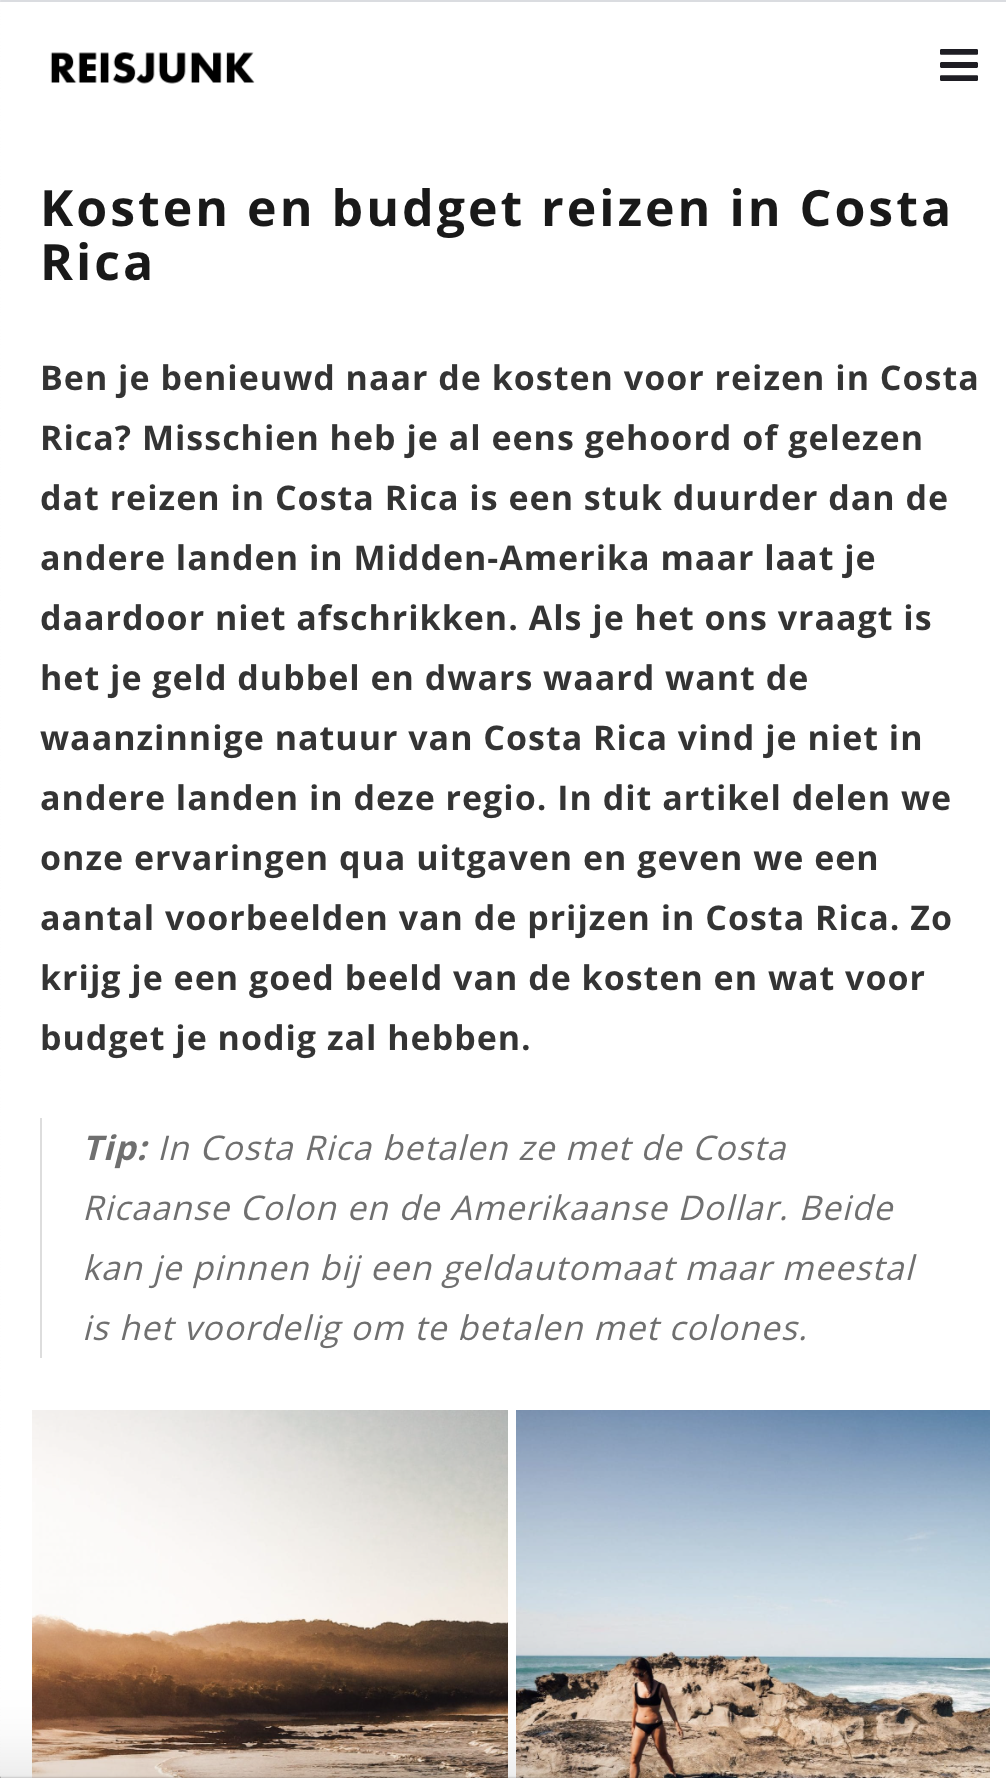 REISJUNK
Kosten en budget reizen in Costa
Rica
Ben je benieuwd naar de kosten voor reizen in Costa
Rica? Misschien heb je al eens gehoord of gelezen
dat reizen in Costa Rica is een stuk duurder dan de
andere landen in Midden-Amerika maar laat je
daardoor niet afschrikken. Als je het ons vraagt is
het je geld dubbel en dwars waard want de
waanzinnige natuur van Costa Rica vind je niet in
andere landen in deze regio. In dit artikel delen we
onze ervaringen qua uitgaven en geven we een
aantal voorbeelden van de prijzen in Costa Rica. Zo
krijg je een goed beeld van de kosten en wat voor
budget je nodig zal hebben.
Tip: In Costa Rica betalen ze met de Costa
Ricaanse Colon en de Amerikaanse Dollar. Beide
kan je pinnen bij een geldautomaat maar meestal
is het voordelig om te betalen met colones.